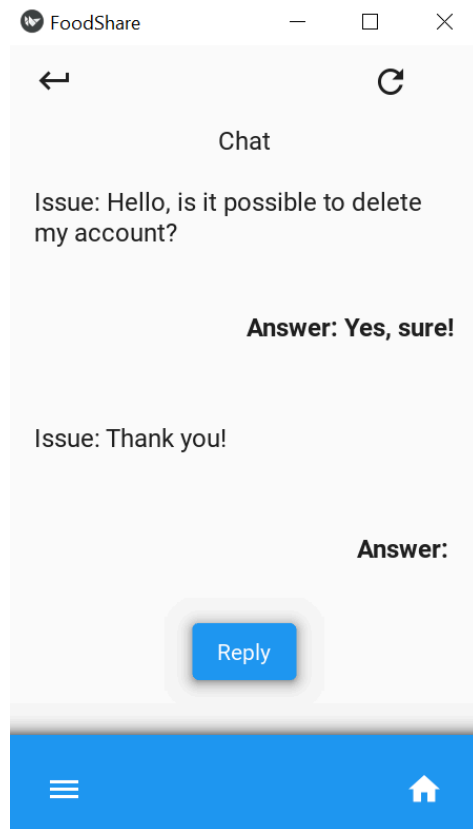 FoodShare
Chat
Issue: Hello, is it possible to delete
my account?
Answer: Yes, sure!
Issue: Thank you!
Answer:
Reply